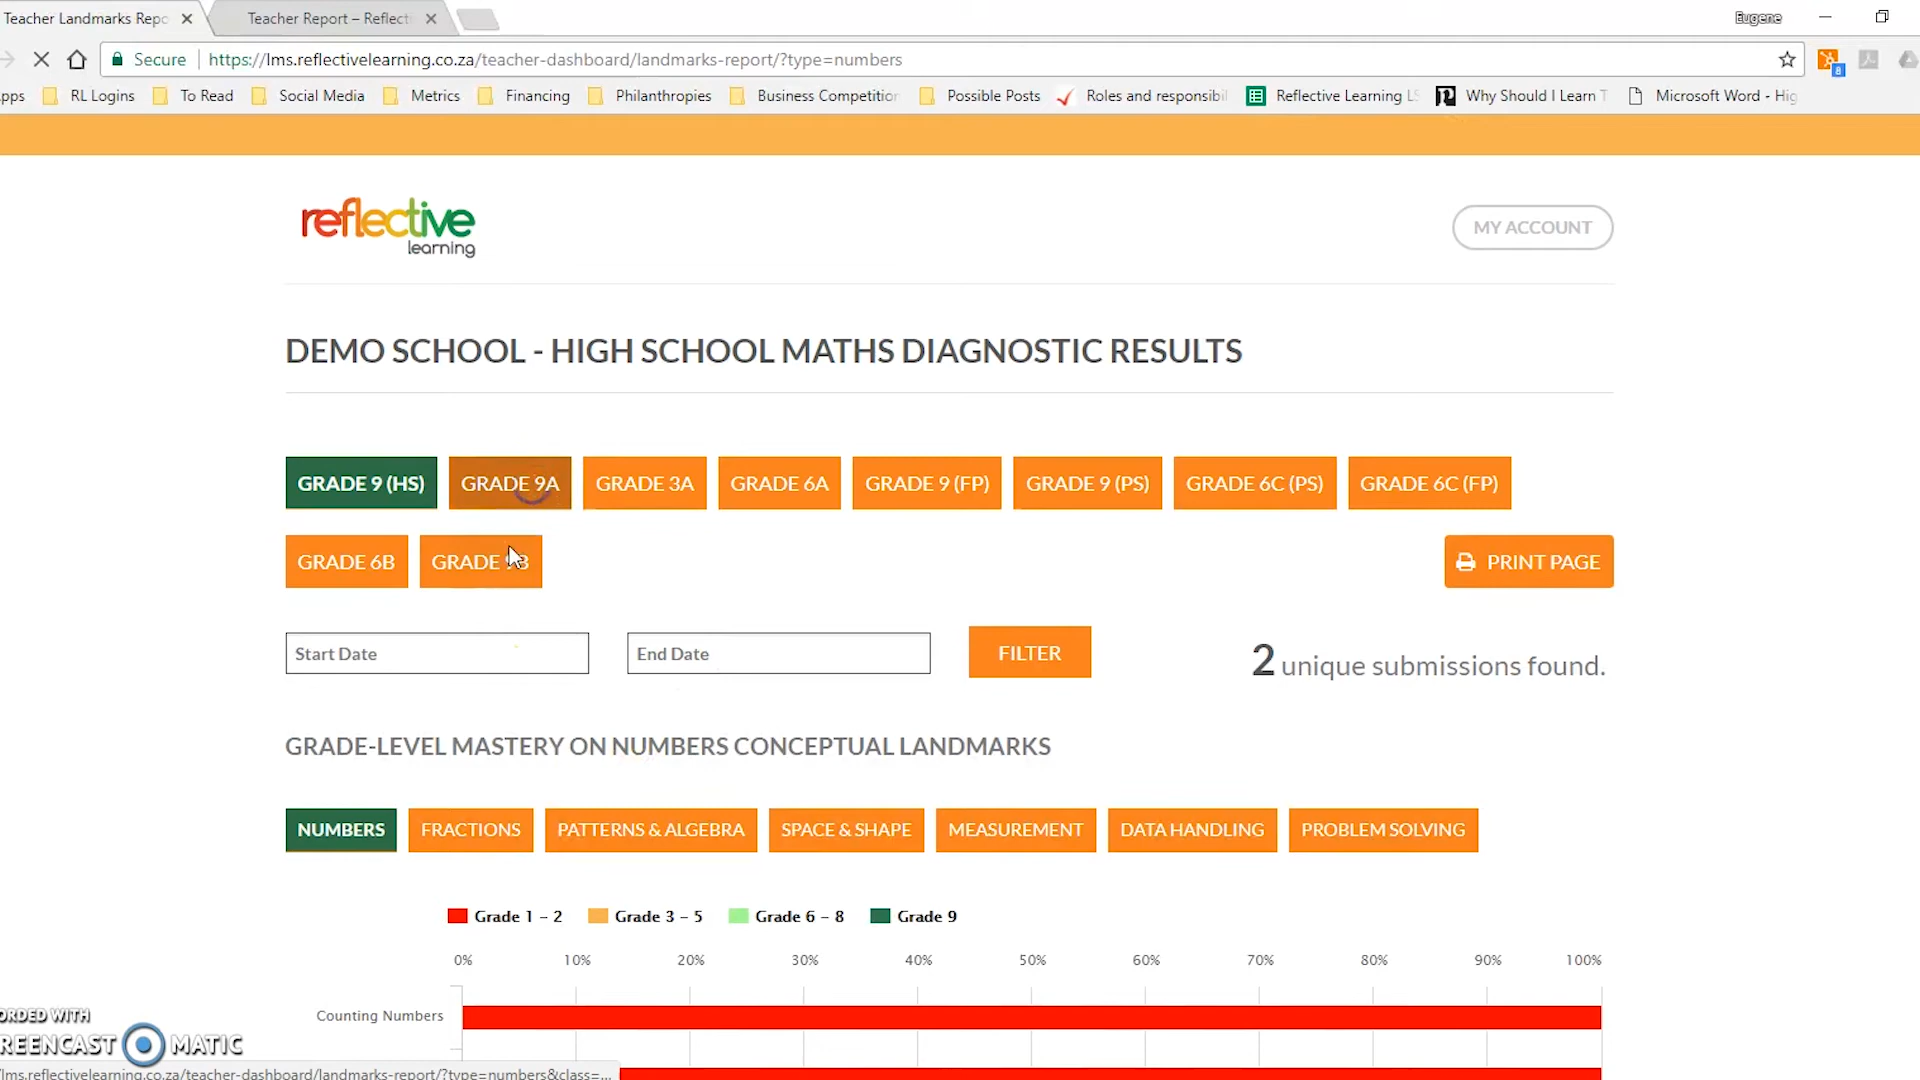 Teacher Landmarks Repo
Teacher Report – Reflecti
Eugene
Secure https://lms.reflectivelearning.co.za/teacher-dashboard/landmarks-report/?type=numbers
8
pps RL Logins To Read Social Media Metrics Financing Philanthropies Business Competition Possible Posts Roles and responsibil Reflective Learning LS Why Should I Learn T Microsoft Word - Hig
reflective
learning
MY ACCOUNT
DEMO SCHOOL - HIGH SCHOOL MATHS DIAGNOSTIC RESULTS
GRADE 9 (HS) GRADE 9A GRADE 3A GRADE 6A GRADE 9 (FP) GRADE 9 (PS) GRADE 6C (PS) GRADE 6C (FP)
GRADE 6B GRADE PRINT PAGE
Start Date End Date FILTER 2 unique submissions found.
GRADE-LEVEL MASTERY ON NUMBERS CONCEPTUAL LANDMARKS
NUMBERS FRACTIONS PATTERNS & ALGEBRA SPACE & SHAPE MEASUREMENT DATA HANDLING PROBLEM SOLVING
Grade 1 – 2 Grade 3 – 5 Grade 6 – 8 Grade 9
0% 10% 20% 30% 40% 50% 60% 70% 80% 90% 100%
Counting Numbers
ORDED WITH
REENCAST MATIC
/lms.reflectivelearning.co.za/teacher-dashboard/landmarks-report/?type=numbers&class=...